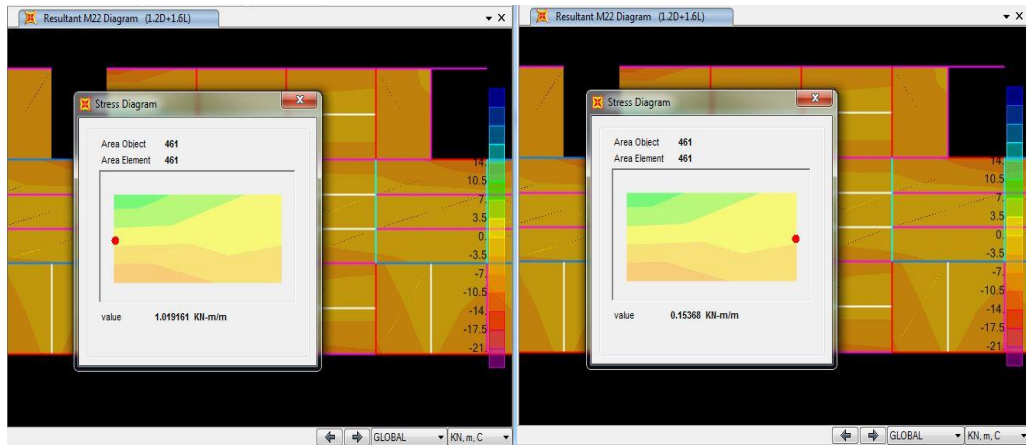 Resultant M22 Diagram (1.2D+1.6L)
X
Stress Diagram
X
Area Object 461
Area Element 461
value 1.019161 KN-m/m
14.
10.5
7.
3.5
0.
-3.5
-7.
-10.5
-14.
-17.5
-21.
GLOBAL
KN, m, C
Resultant M22 Diagram (1.2D+1.6L)
X
Stress Diagram
X
Area Object 461
Area Element 461
value 0.15368 KN-m/m
14.
10.5
7.
3.5
0.
-3.5
-7.
-10.5
-14.
-17.5
-21.
GLOBAL
KN, m, C